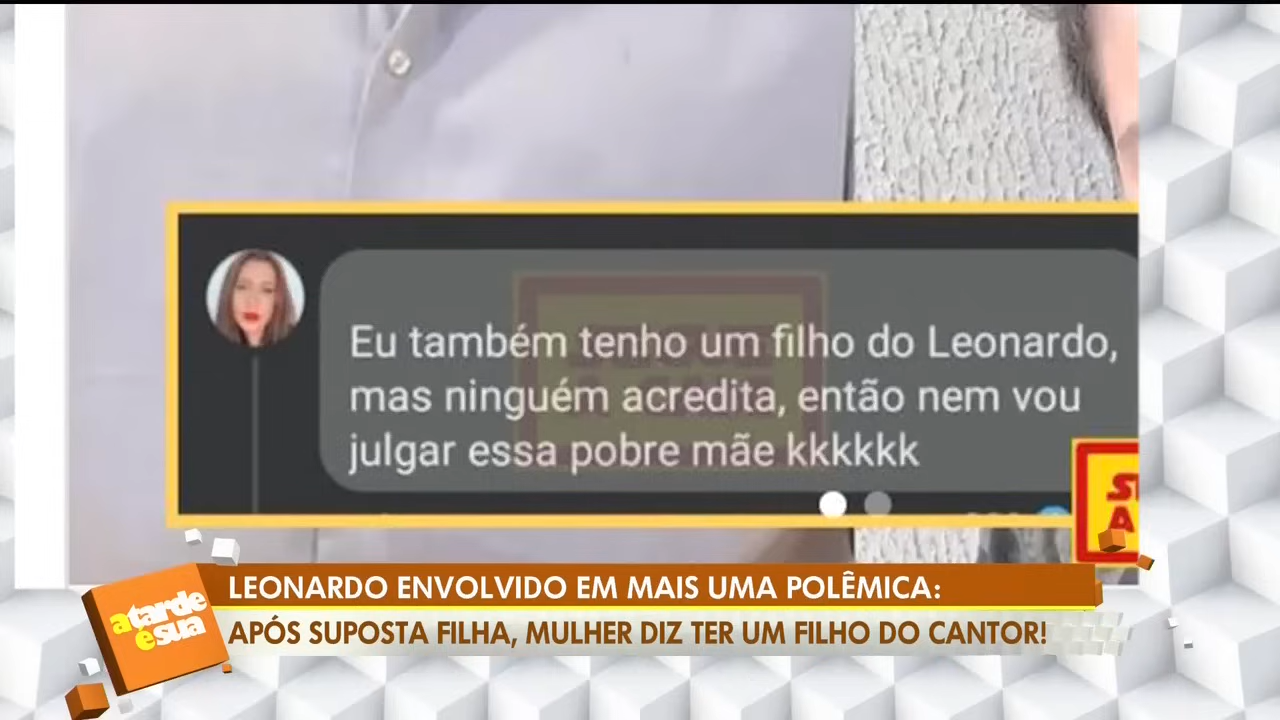 Eu também tenho um filho do Leonardo,
mas ninguém acredita, então nem vou
julgar essa pobre mãe kkkkkk
LEONARDO ENVOLVIDO EM MAIS UMA POLÊMICA:
APÓS SUPOSTA FILHA, MULHER DIZ TER UM FILHO DO CANTOR!
a tarde
é sua